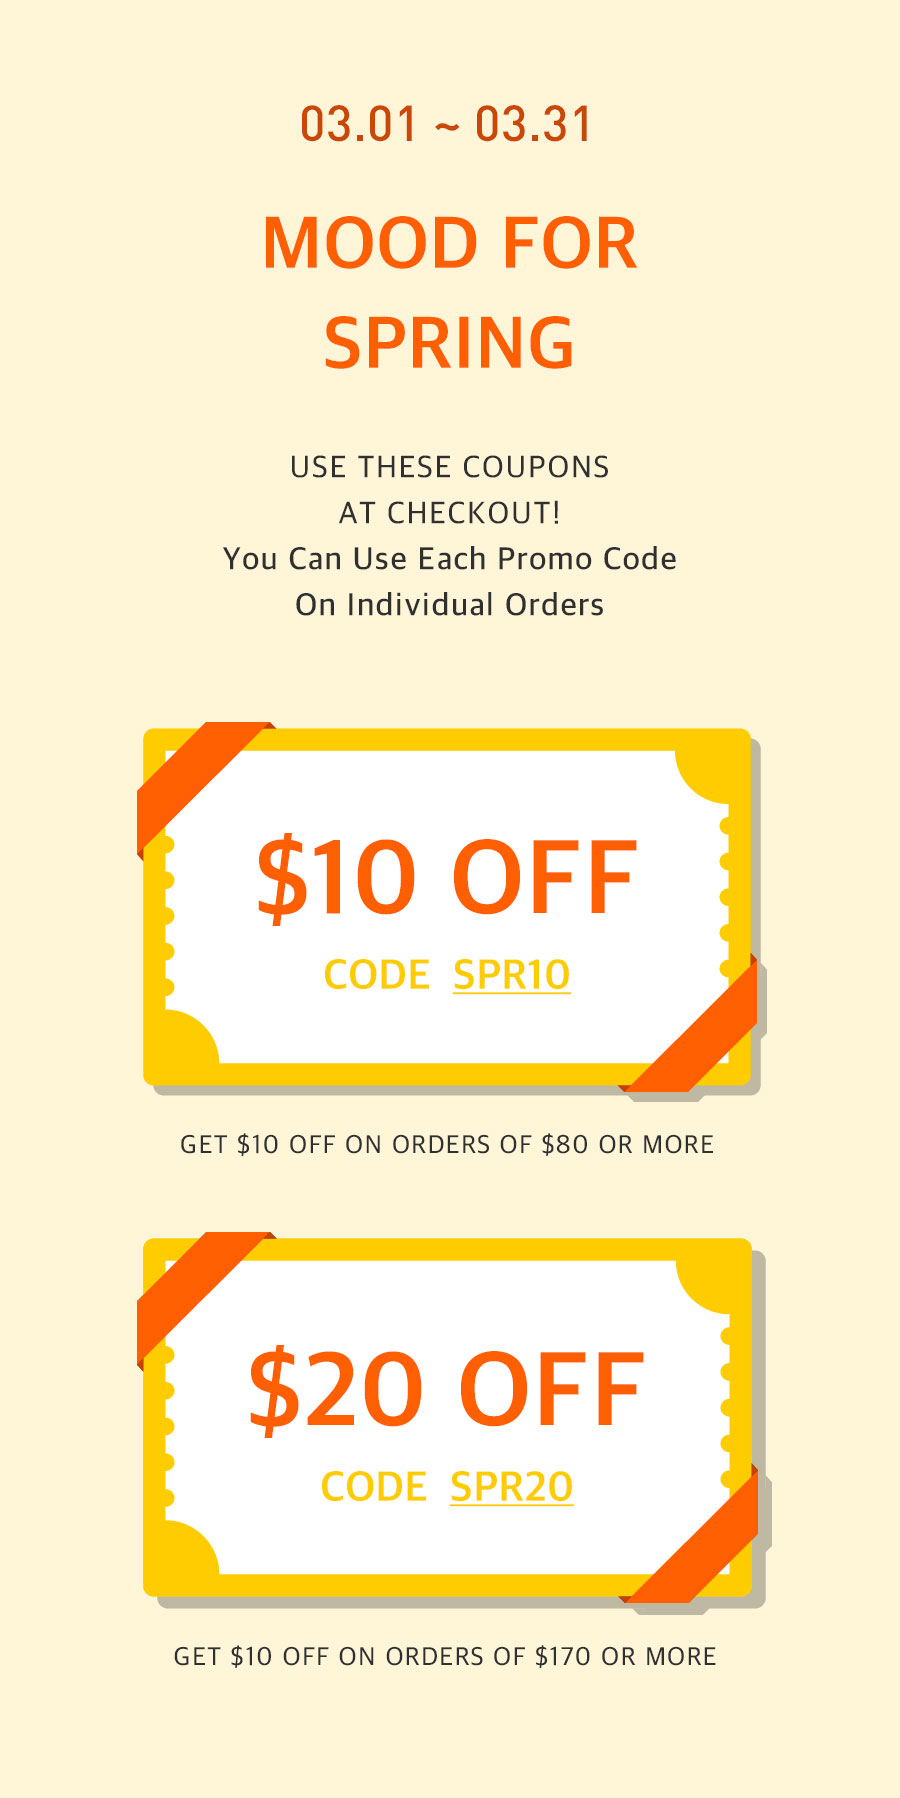 03.01 ~ 03.31
MOOD FOR
SPRING
USE THESE COUPONS
AT CHECKOUT!
You Can Use Each Promo Code
On Individual Orders
$10 OFF
CODE SPR10
GET $10 OFF ON ORDERS OF $80 OR MORE
$20 OFF
CODE SPR20
GET $10 OFF ON ORDERS OF $170 OR MORE